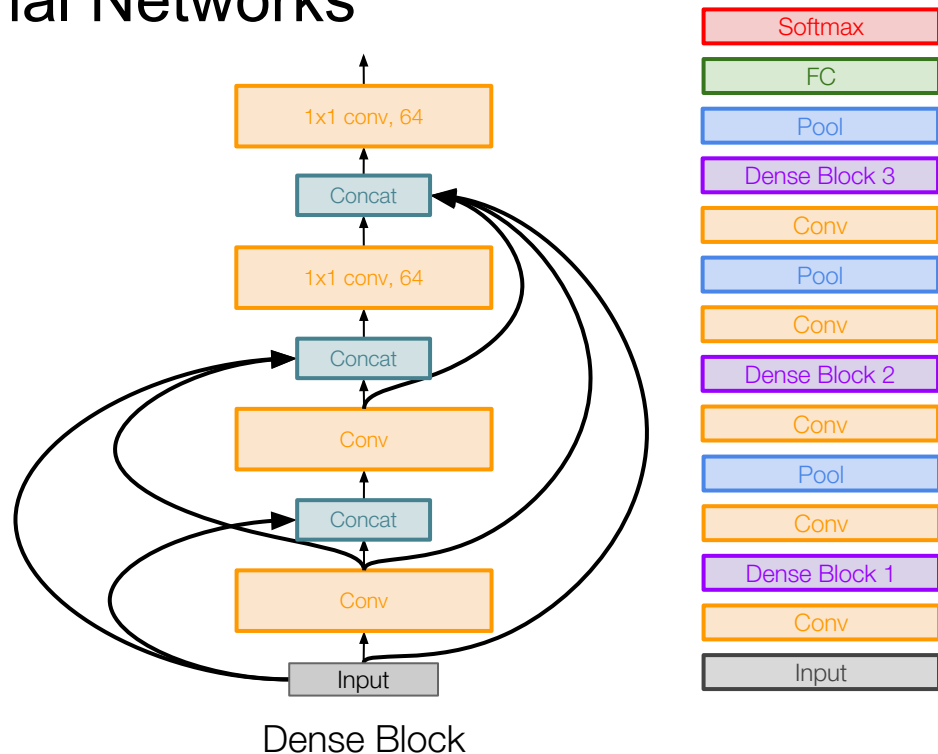 nal Networks
1x1 conv, 64
Concat
1x1 conv, 64
Concat
Conv
Concat
Conv
Input
Dense Block
Softmax
FC
Pool
Dense Block 3
Conv
Pool
Conv
Dense Block 2
Conv
Pool
Conv
Dense Block 1
Conv
Input